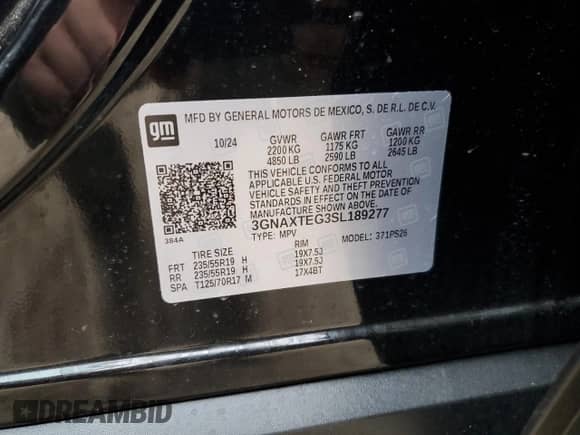 gm
MFD BY GENERAL MOTORS DE MEXICO, S. DE R.L. DE C.V.
10/24 GVWR GAWR FRT GAWR RR
2200 KG 1175 KG 1200 KG
4850 LB 2590 LB 2645 LB
THIS VEHICLE CONFORMS TO ALL
APPLICABLE U.S. FEDERAL MOTOR
VEHICLE SAFETY AND THEFT PREVENTION
STANDARDS IN EFFECT ON THE DATE OF
MANUFACTURE SHOWN ABOVE.
3GNAXTEG3SL189277
384A TYPE: MPV MODEL: 371PS26
TIRE SIZE RIM
FRT 235/55R19 H 19X7.5J
RR 235/55R19 H 19X7.5J
SPA T125/70R17 M 17X4BT
DREAMBID